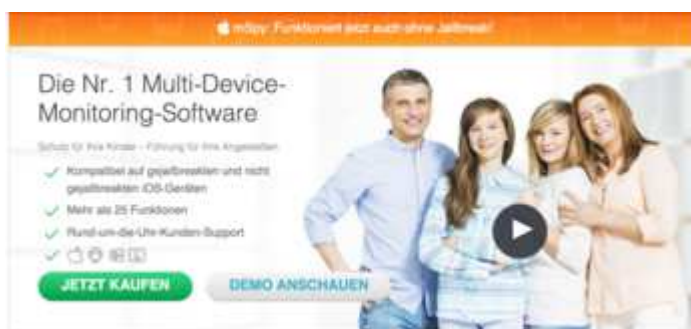 mSpy: Funktioniert jetzt auch ohne Jailbreak!
Die Nr. 1 Multi-Device-
Monitoring-Software
Schutz für Ihre Kinder – Führung für Ihre Angestellten
Kompatibel auf gejailbreakten und nicht
gejailbreakten iOS-Geräten
Mehr als 25 Funktionen
Rund-um-die-Uhr-Kunden-Support
JETZT KAUFEN
DEMO ANSCHAUEN